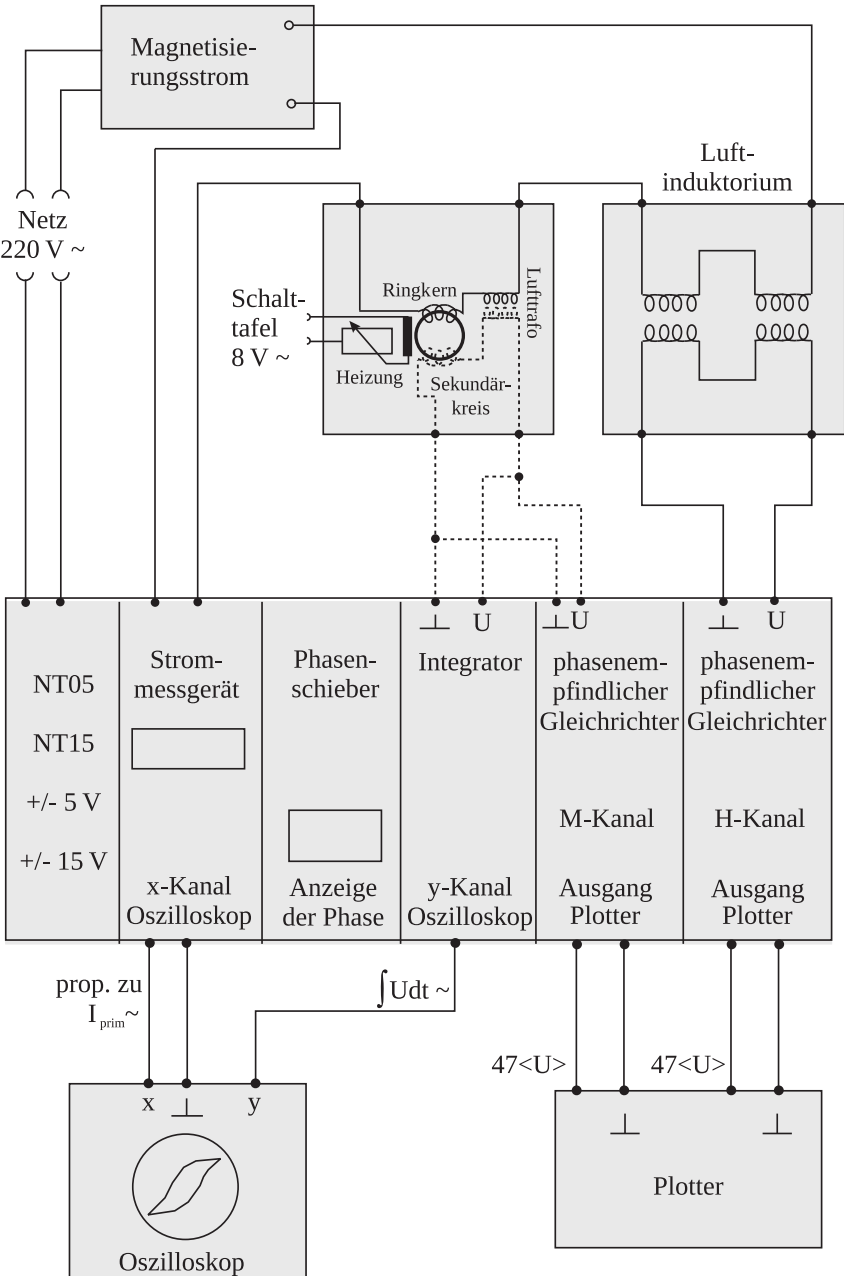 Magnetisie-
rungsstrom
Luft-
induktorium
Netz
220 V ~
Schalt-
tafel
8 V ~
Ringkern
Lufttrafo
Heizung
Sekundär-
kreis
NT05
NT15
+/- 5 V
+/- 15 V
Strom-
messgerät
x-Kanal
Oszilloskop
Phasen-
schieber
Anzeige
der Phase
⊥ U
Integrator
y-Kanal
Oszilloskop
⊥ U
phasenem-
pfindlicher
Gleichrichter
M-Kanal
Ausgang
Plotter
⊥ U
phasenem-
pfindlicher
Gleichrichter
H-Kanal
Ausgang
Plotter
prop. zu
I prim~
∫Udt ~
47<U>
47<U>
x ⊥ y
Oszilloskop
⊥ ⊥
Plotter